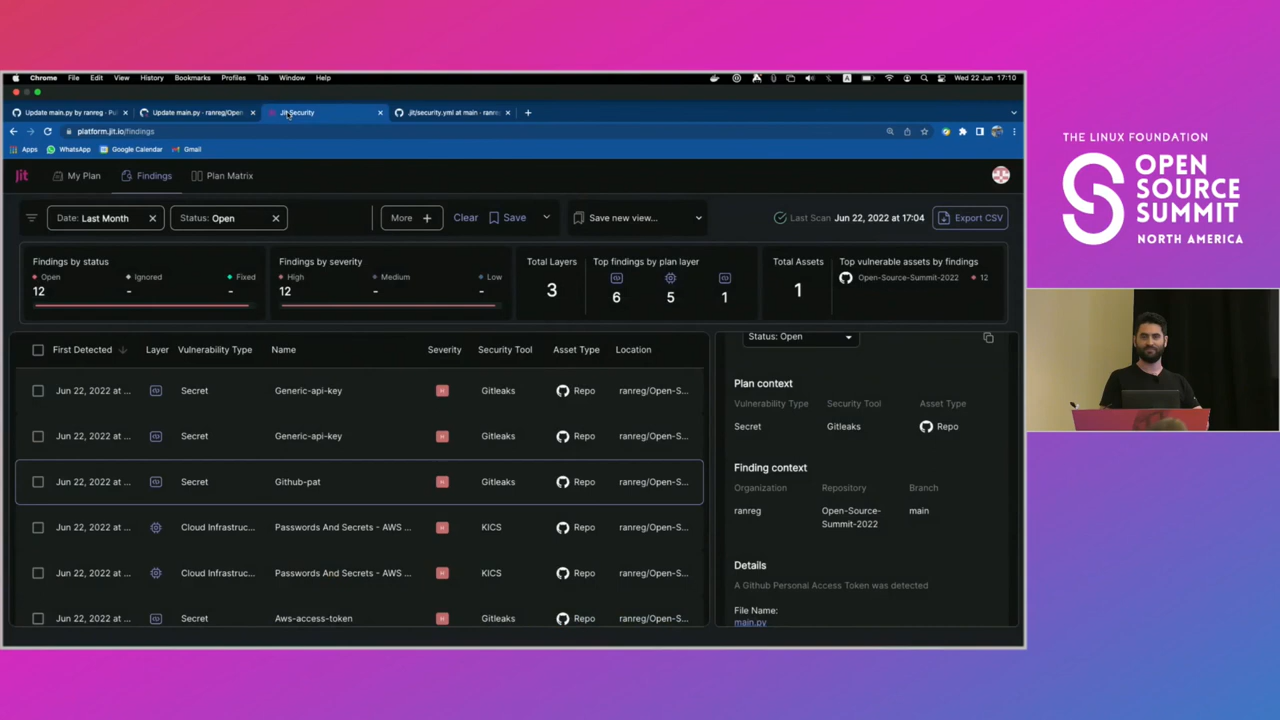 Chrome File Edit View History Bookmarks Profiles Tab Window Help
A
Wed 22 Jun 17:10
Update main.py by ranreg · Pu
Update main.py · ranreg/Open
Jit Security
.jit/security.yml at main · ranre
platform.jit.io/findings
Apps WhatsApp Google Calendar Gmail
Jit My Plan Findings Plan Matrix
Date: Last Month Status: Open More + Clear Save Save new view... Last Scan Jun 22, 2022 at 17:04 Export CSV
Findings by status
Open Ignored Fixed
12 - -
Findings by severity
High Medium Low
12 - -
Total Layers
3
Top findings by plan layer
6 5 1
Total Assets
1
Top vulnerable assets by findings
Open-Source-Summit-2022 12
First Detected Layer Vulnerability Type Name Severity Security Tool Asset Type Location
Jun 22, 2022 at ... Secret Generic-api-key H Gitleaks Repo ranreg/Open-S...
Jun 22, 2022 at ... Secret Generic-api-key H Gitleaks Repo ranreg/Open-S...
Jun 22, 2022 at ... Secret Github-pat H Gitleaks Repo ranreg/Open-S...
Jun 22, 2022 at ... Cloud Infrastruc... Passwords And Secrets - AWS ... H KICS Repo ranreg/Open-S...
Jun 22, 2022 at ... Cloud Infrastruc... Passwords And Secrets - AWS ... H KICS Repo ranreg/Open-S...
Jun 22, 2022 at ... Secret Aws-access-token H Gitleaks Repo ranreg/Open-S...
Status: Open
Plan context
Vulnerability Type Security Tool Asset Type
Secret Gitleaks Repo
Finding context
Organization Repository Branch
ranreg Open-Source- main
Summit-2022
Details
A Github Personal Access Token was detected
File Name:
main.py
THE LINUX FOUNDATION
OPEN
SOURCE
SUMMIT
NORTH AMERICA